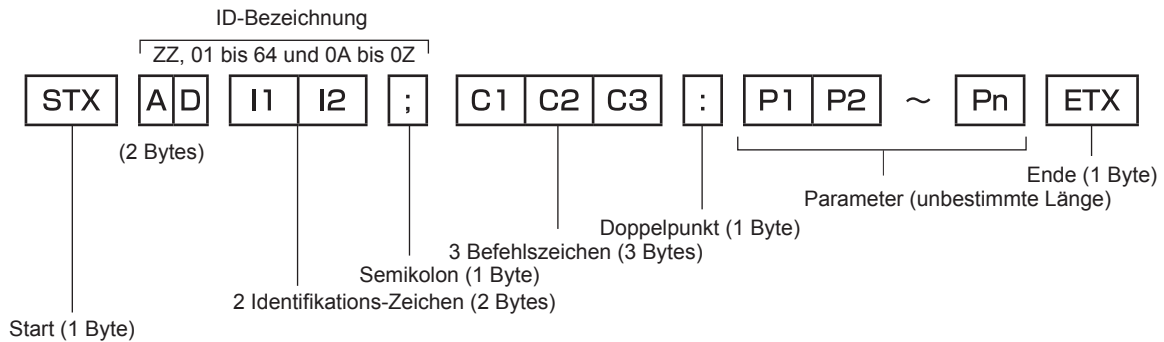 ID-Bezeichnung
ZZ, 01 bis 64 und 0A bis 0Z
STX A D I1 I2 ; C1 C2 C3 : P1 P2 ~ Pn ETX
(2 Bytes)
Ende (1 Byte)
Parameter (unbestimmte Länge)
Doppelpunkt (1 Byte)
3 Befehlszeichen (3 Bytes)
Semikolon (1 Byte)
2 Identifikations-Zeichen (2 Bytes)
Start (1 Byte)